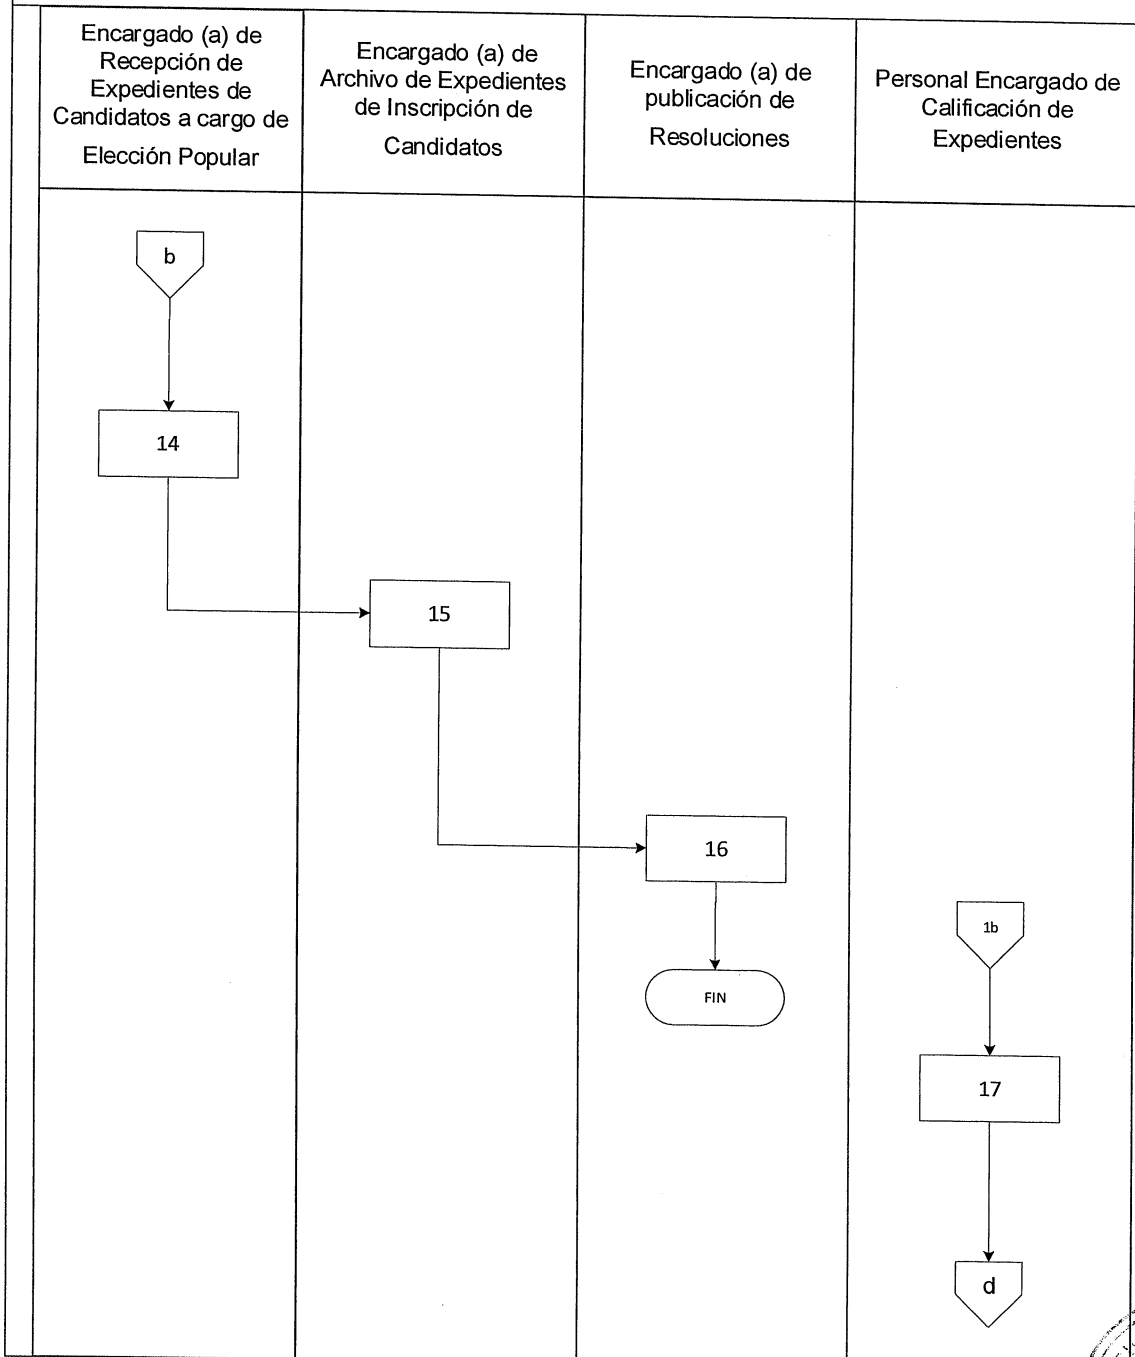 Encargado (a) de
Recepción de
Expedientes de
Candidatos a cargo de
Elección Popular
Encargado (a) de
Archivo de Expedientes
de Inscripción de
Candidatos
Encargado (a) de
publicación de
Resoluciones
Personal Encargado de
Calificación de
Expedientes
b
14
15
16
1b
FIN
17
d